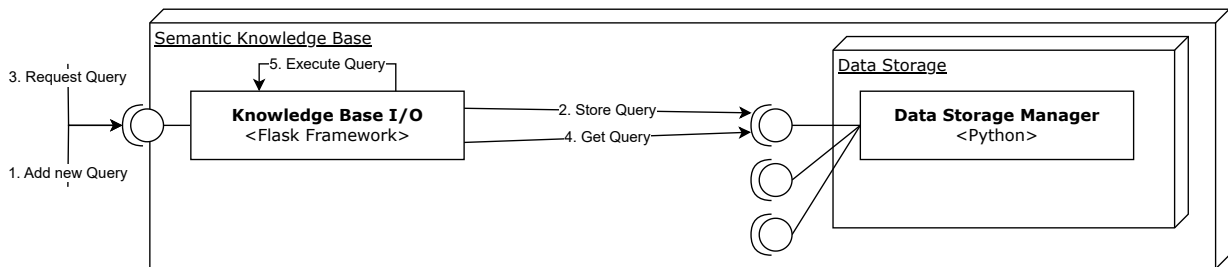 Semantic Knowledge Base
3. Request Query
5. Execute Query
Data Storage
Knowledge Base I/O
<Flask Framework>
2. Store Query
4. Get Query
Data Storage Manager
<Python>
1. Add new Query